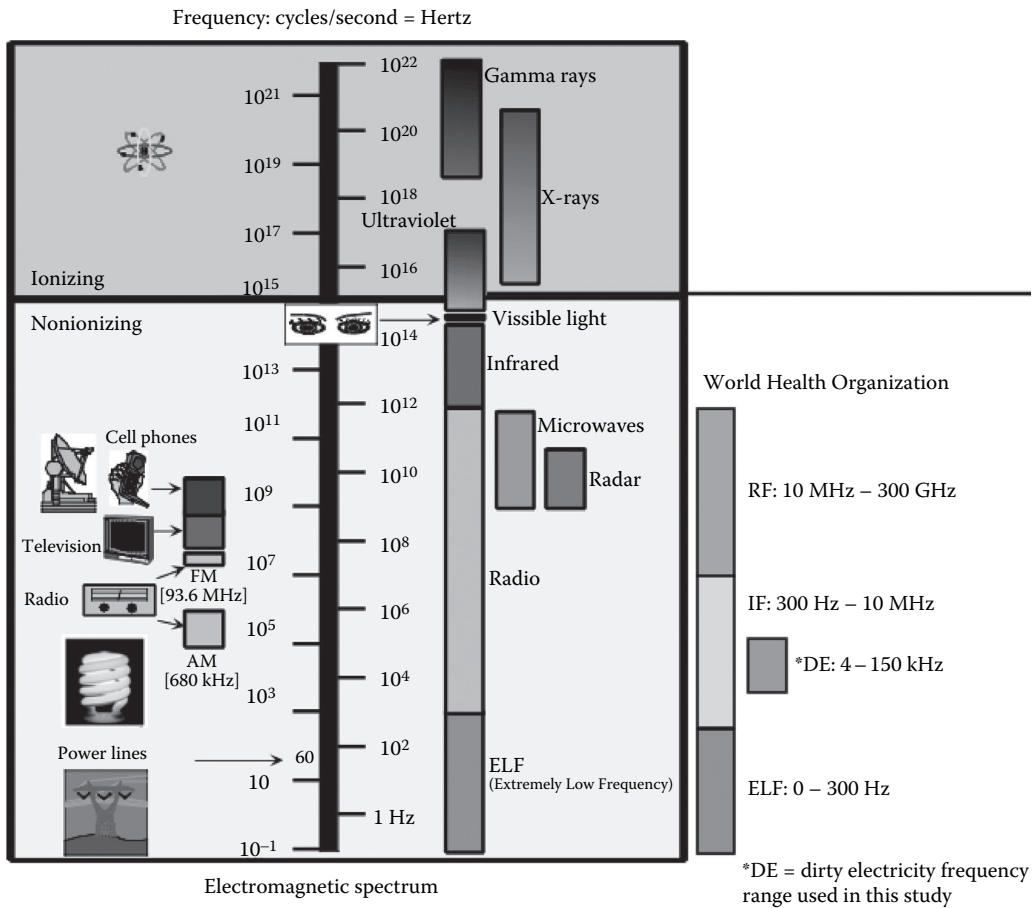 Frequency: cycles/second = Hertz
10²²
Gamma rays
10²¹
10²⁰
10¹⁹
10¹⁸
X-rays
Ultraviolet
10¹⁷
10¹⁶
Ionizing
10¹⁵
Nonionizing
Vissible light
10¹⁴
Infrared
10¹³
World Health Organization
10¹²
10¹¹
Microwaves
Cell phones
10¹⁰
Radar
10⁹
RF: 10 MHz – 300 GHz
Television
10⁸
10⁷
FM
[93.6 MHz]
Radio
Radio
10⁶
IF: 300 Hz – 10 MHz
10⁵
AM
[680 kHz]
*DE: 4 – 150 kHz
10⁴
10³
Power lines
60
10²
ELF
(Extremely Low Frequency)
10
ELF: 0 – 300 Hz
1 Hz
10⁻¹
*DE = dirty electricity frequency
range used in this study
Electromagnetic spectrum